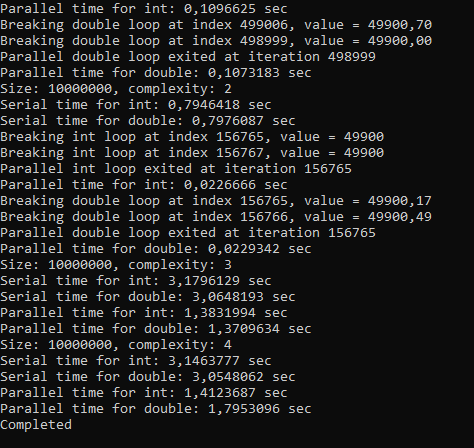 Parallel time for int: 0,1096625 sec
Breaking double loop at index 499006, value = 49900,70
Breaking double loop at index 498999, value = 49900,00
Parallel double loop exited at iteration 498999
Parallel time for double: 0,1073183 sec
Size: 10000000, complexity: 2
Serial time for int: 0,7946418 sec
Serial time for double: 0,7976087 sec
Breaking int loop at index 156765, value = 49900
Breaking int loop at index 156767, value = 49900
Parallel int loop exited at iteration 156765
Parallel time for int: 0,0226666 sec
Breaking double loop at index 156765, value = 49900,17
Breaking double loop at index 156766, value = 49900,49
Parallel double loop exited at iteration 156765
Parallel time for double: 0,0229342 sec
Size: 10000000, complexity: 3
Serial time for int: 3,1796129 sec
Serial time for double: 3,0648193 sec
Parallel time for int: 1,3831994 sec
Parallel time for double: 1,3709634 sec
Size: 10000000, complexity: 4
Serial time for int: 3,1463777 sec
Serial time for double: 3,0548062 sec
Parallel time for int: 1,4123687 sec
Parallel time for double: 1,7953096 sec
Completed